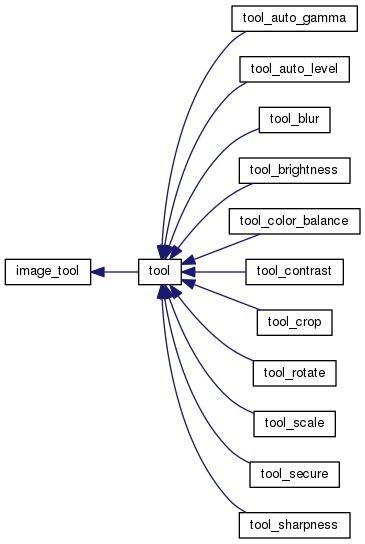 tool_auto_gamma
tool_auto_level
tool_blur
tool_brightness
tool_color_balance
image_tool
tool
tool_contrast
tool_crop
tool_rotate
tool_scale
tool_secure
tool_sharpness